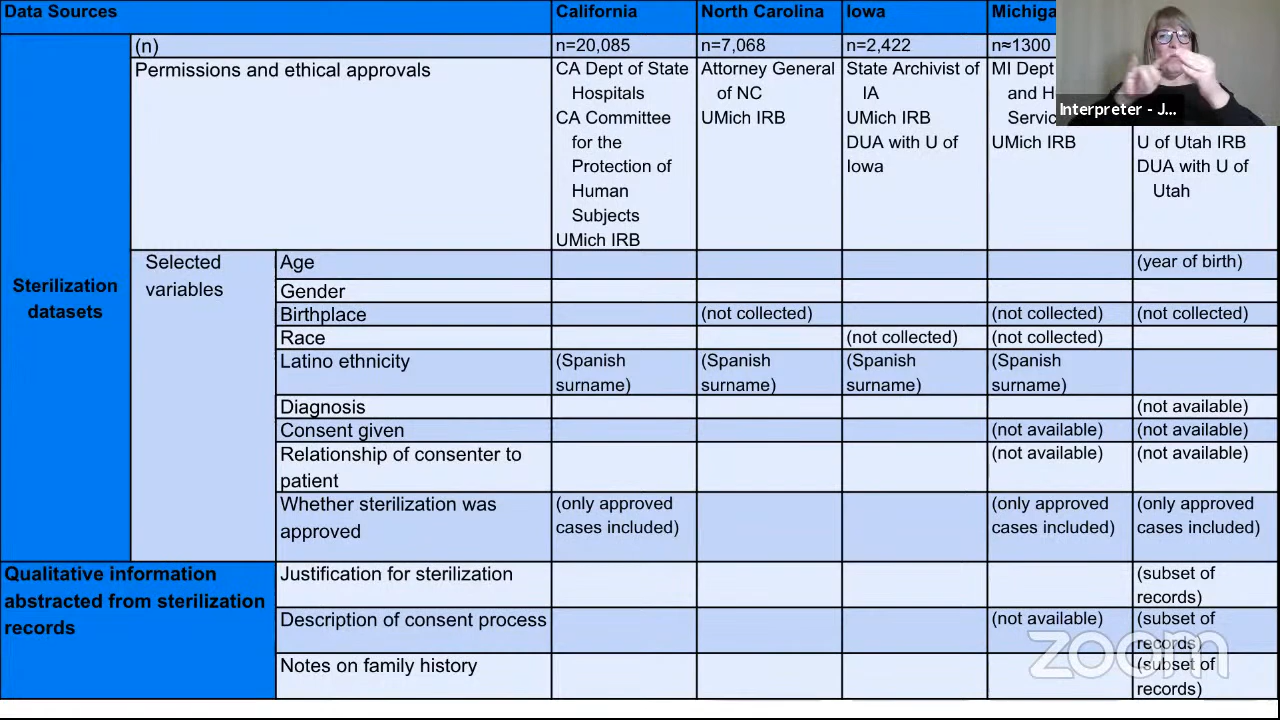 Data Sources California North Carolina Iowa Michiga
(n) n=20,085 n=7,068 n=2,422 n≈1300
Permissions and ethical approvals
CA Dept of State
Hospitals
CA Committee
for the
Protection of
Human
Subjects
UMich IRB
Attorney General
of NC
UMich IRB
State Archivist of
IA
UMich IRB
DUA with U of
Iowa
MI Dept
and H
Servic
UMich IRB
U of Utah IRB
DUA with U of
Utah
Interpreter - J...
Sterilization
datasets
Selected
variables
Age (year of birth)
Gender
Birthplace (not collected) (not collected) (not collected)
Race (not collected) (not collected)
Latino ethnicity (Spanish (Spanish (Spanish (Spanish
surname) surname) surname) surname)
Diagnosis (not available)
Consent given (not available) (not available)
Relationship of consenter to (not available) (not available)
patient
Whether sterilization was (only approved (only approved (only approved
approved cases included) cases included) cases included)
Qualitative information
abstracted from sterilization
records
Justification for sterilization (subset of
records)
Description of consent process (not available) (subset of
records)
Notes on family history (subset of
records)
zoom